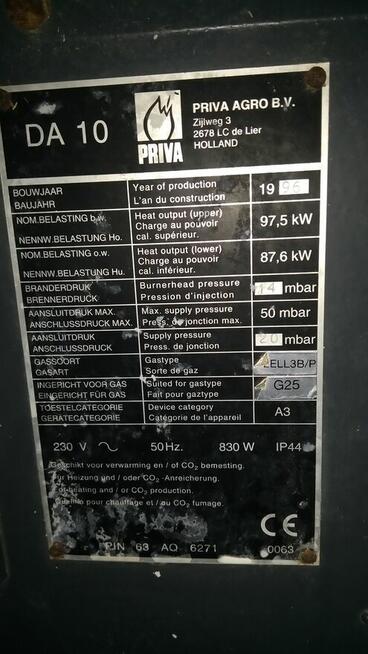 DA 10
PRIVA
PRIVA AGRO B.V.
Zijlweg 3
2678 LC de Lier
HOLLAND
BOUWJAAR
BAUJAHR
Year of production
L'an du construction
1996
NOM.BELASTING b.w.
NENNW.BELASTUNG Ho.
Heat output (upper)
Charge au pouvoir
cal. supérieur.
97,5 kW
NOM.BELASTING o.w.
NENNW.BELASTUNG Hu.
Heat output (lower)
Charge au pouvoir
cal. inférieur.
87,6 kW
BRANDERDRUK
BRENNERDRUCK
Burnerhead pressure
Pression d'injection
14 mbar
AANSLUITDRUK MAX.
ANSCHLUSSDRUCK MAX.
Max. supply pressure
Press. de jonction max.
50 mbar
AANSLUITDRUK
ANSCHLUSSDRUCK
Supply pressure
Press. de jonction
20 mbar
GASSOORT
GASART
Gastype
Sorte de gaz
ELL3B/P
INGERICHT VOOR GAS
EINGERICHT FÜR GAS
Suited for gastype
Fait pour gaztype
G25
TOESTELCATEGORIE
GERÄTECATEGORIE
Device category
Catégorie de l'appareil
A3
230 V 50Hz. 830 W IP44
Geschikt voor verwarming en / of CO2 bemesting.
Für Heizung und / oder CO2 -Anreicherung.
For heating and / or CO2 production.
pour chauffage et / ou CO2 fumage.
CE
PIN 63 AQ 6271
0063